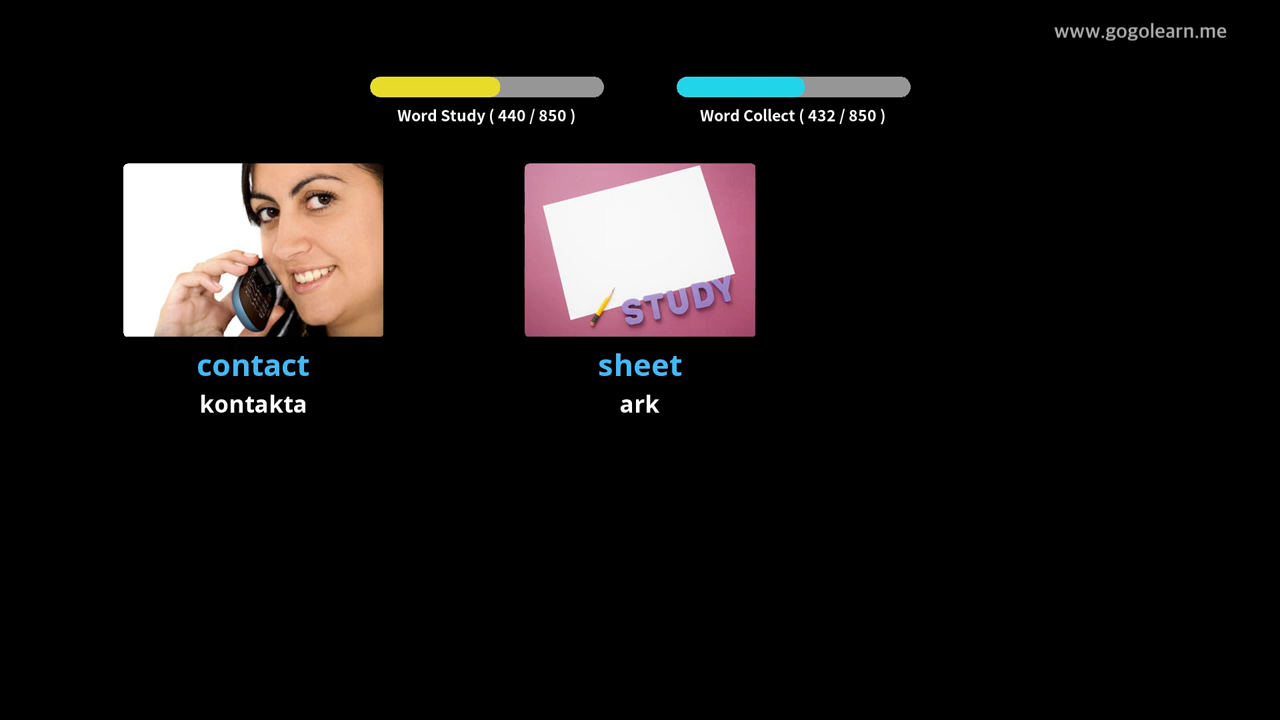 www.gogolearn.me
Word Study ( 440 / 850 )
Word Collect ( 432 / 850 )
STUDY
contact
kontakta
sheet
ark